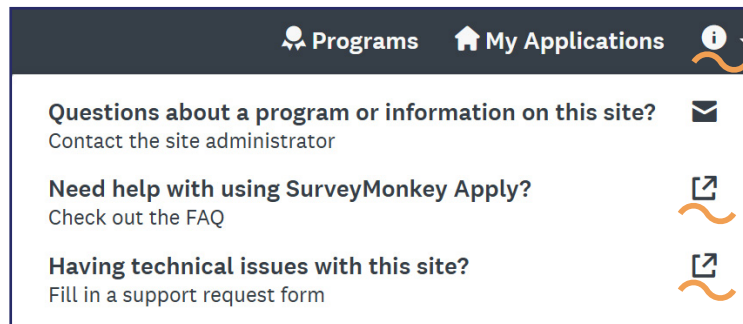 Programs My Applications
Questions about a program or information on this site?
Contact the site administrator
Need help with using SurveyMonkey Apply?
Check out the FAQ
Having technical issues with this site?
Fill in a support request form